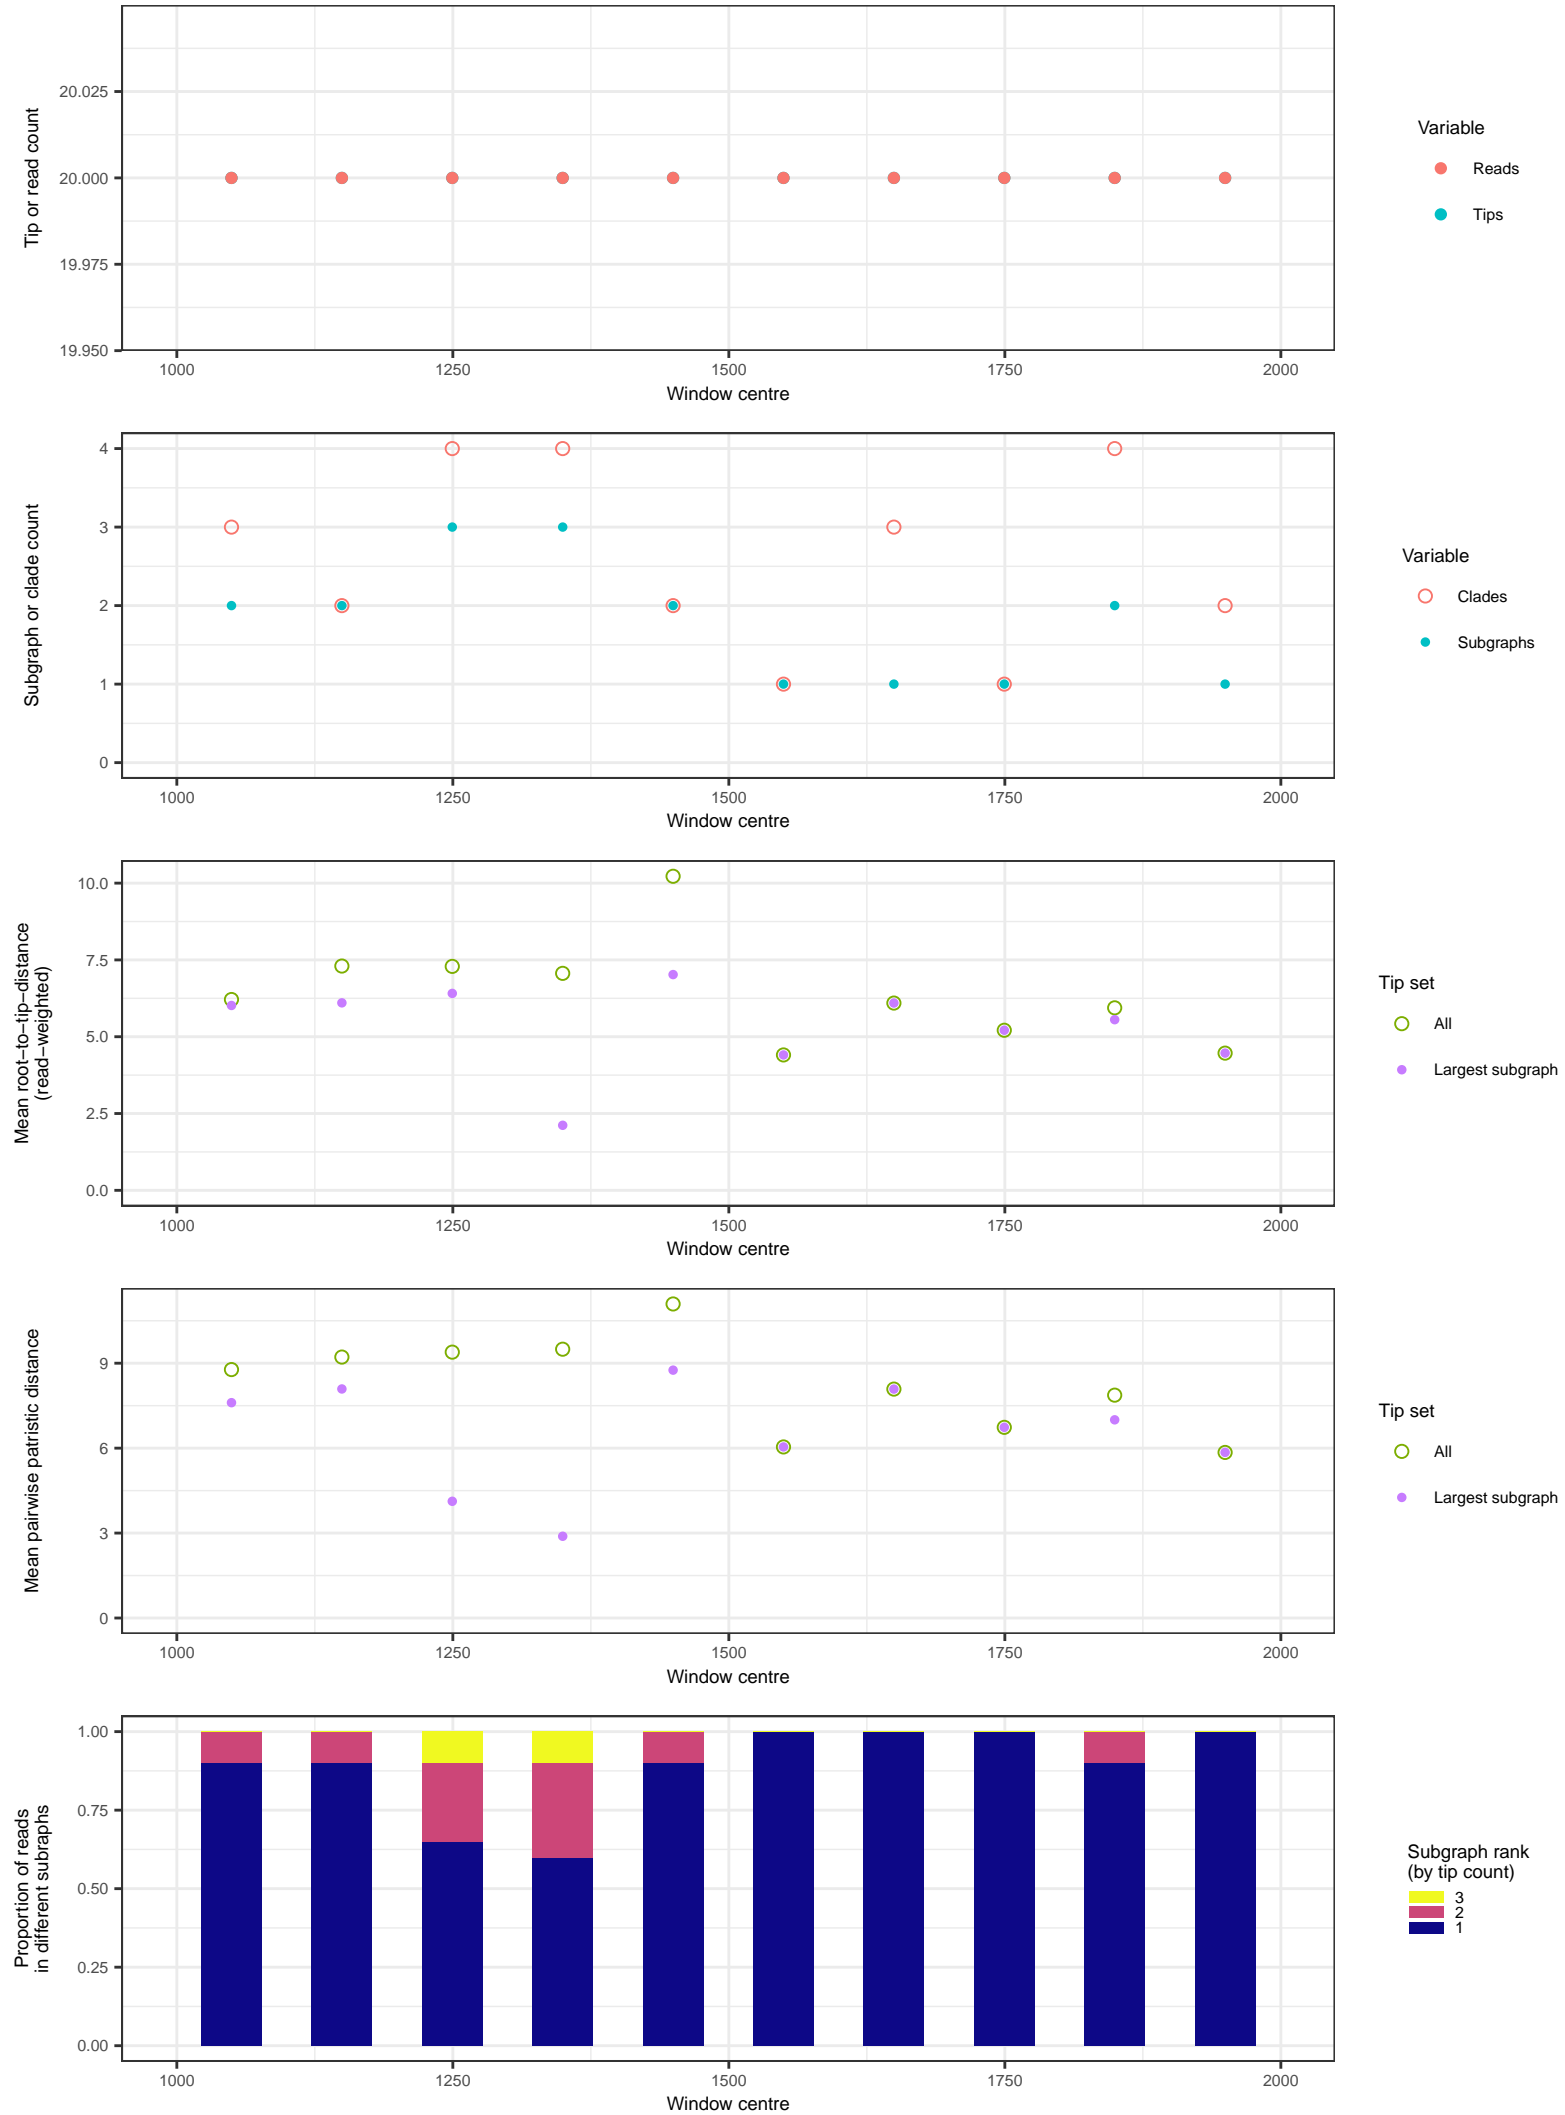 20.025
20.000
19.975
19.950
Tip or read count
1000 1250 1500 1750 2000
Window centre
Variable
Reads
Tips
4
3
2
1
0
Subgraph or clade count
1000 1250 1500 1750 2000
Window centre
Variable
Clades
Subgraphs
10.0
7.5
5.0
2.5
0.0
Mean root−to−tip−distance
(read−weighted)
1000 1250 1500 1750 2000
Window centre
Tip set
All
Largest subgraph
9
6
3
0
Mean pairwise patristic distance
1000 1250 1500 1750 2000
Window centre
Tip set
All
Largest subgraph
1.00
0.75
0.50
0.25
0.00
Proportion of reads
in different subraphs
1000 1250 1500 1750 2000
Window centre
Subgraph rank
(by tip count)
3
2
1